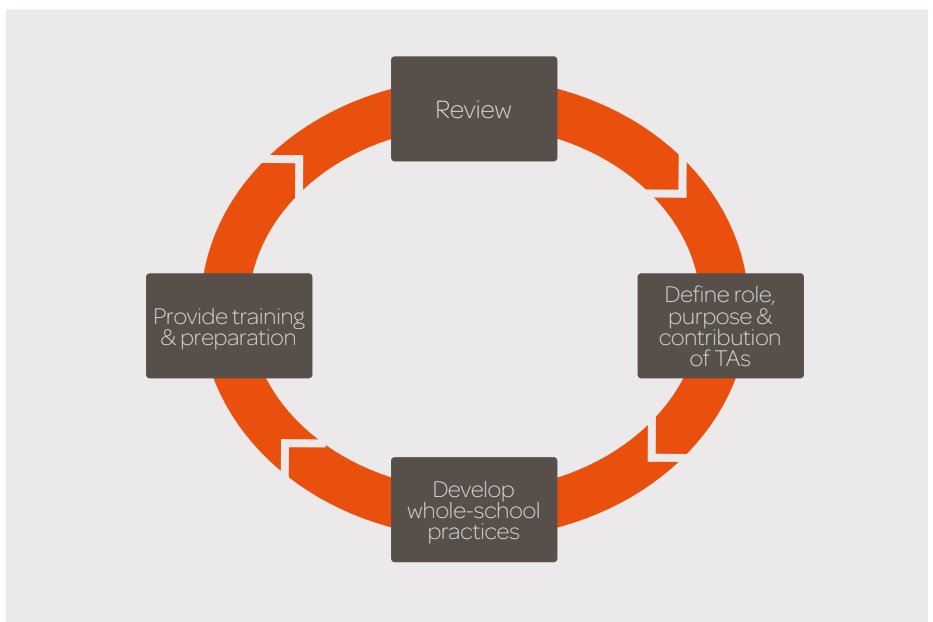 Review
Define role,
purpose &
contribution
of TAs
Develop
whole-school
practices
Provide training
& preparation